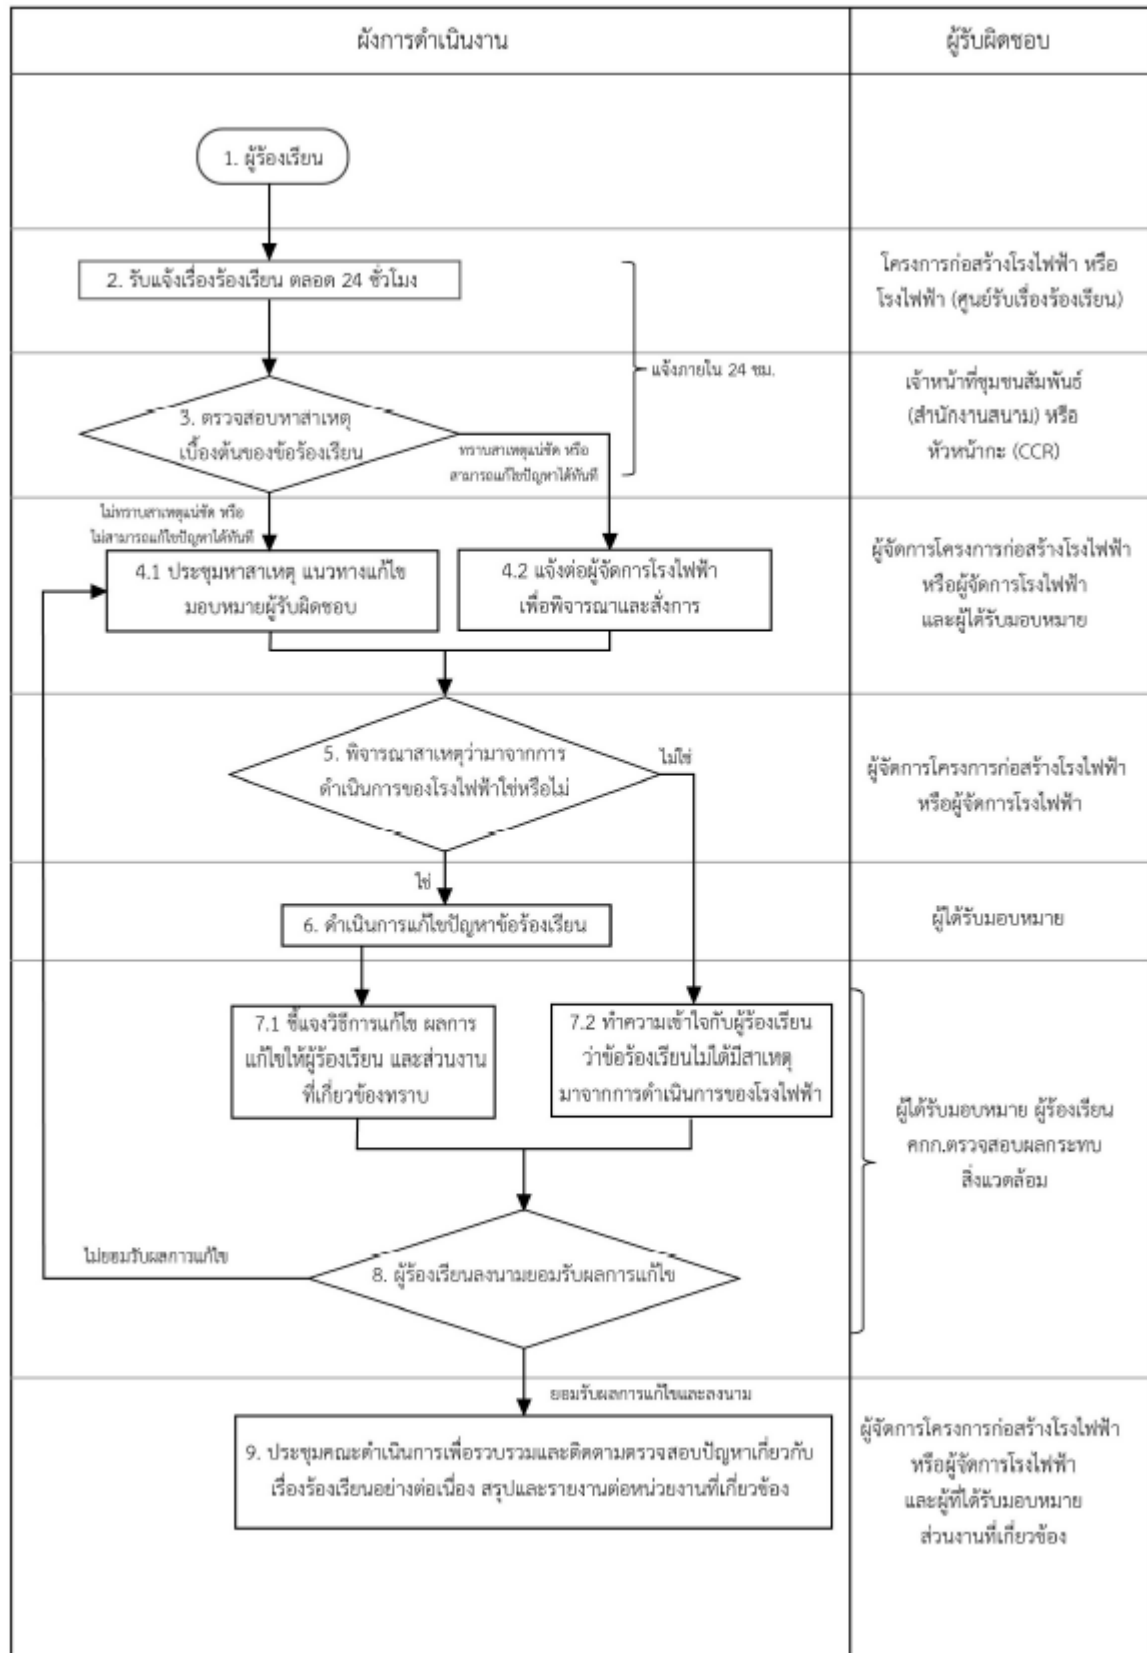 ผังการดำเนินงาน
ผู้รับผิดชอบ
1. ผู้ร้องเรียน
2. รับแจ้งเรื่องร้องเรียน ตลอด 24 ชั่วโมง
โครงการก่อสร้างโรงไฟฟ้า หรือ
โรงไฟฟ้า (ศูนย์รับเรื่องร้องเรียน)
แจ้งภายใน 24 ชม.
3. ตรวจสอบหาสาเหตุ
เบื้องต้นของข้อร้องเรียน
ทราบสาเหตุแน่ชัด หรือ
สามารถแก้ไขปัญหาได้ทันที
เจ้าหน้าที่ชุมชนสัมพันธ์
(สำนักงานสนาม) หรือ
หัวหน้ากะ (CCR)
ไม่ทราบสาเหตุแน่ชัด หรือ
ไม่สามารถแก้ไขปัญหาได้ทันที
4.1 ประชุมหาสาเหตุ แนวทางแก้ไข
มอบหมายผู้รับผิดชอบ
4.2 แจ้งต่อผู้จัดการโรงไฟฟ้า
เพื่อพิจารณาและสั่งการ
ผู้จัดการโครงการก่อสร้างโรงไฟฟ้า
หรือผู้จัดการโรงไฟฟ้า
และผู้ได้รับมอบหมาย
5. พิจารณาสาเหตุว่ามาจากการ
ดำเนินการของโรงไฟฟ้าใช่หรือไม่
ไม่ใช่
ผู้จัดการโครงการก่อสร้างโรงไฟฟ้า
หรือผู้จัดการโรงไฟฟ้า
ใช่
6. ดำเนินการแก้ไขปัญหาข้อร้องเรียน
ผู้ได้รับมอบหมาย
7.1 ชี้แจงวิธีการแก้ไข ผลการ
แก้ไขให้ผู้ร้องเรียน และส่วนงาน
ที่เกี่ยวข้องทราบ
7.2 ทำความเข้าใจกับผู้ร้องเรียน
ว่าข้อร้องเรียนไม่ได้มีสาเหตุ
มาจากการดำเนินการของโรงไฟฟ้า
ผู้ได้รับมอบหมาย ผู้ร้องเรียน
คกก.ตรวจสอบผลกระทบ
สิ่งแวดล้อม
ไม่ยอมรับผลการแก้ไข
8. ผู้ร้องเรียนลงนามยอมรับผลการแก้ไข
ยอมรับผลการแก้ไขและลงนาม
9. ประชุมคณะดำเนินการเพื่อรวบรวมและติดตามตรวจสอบปัญหาเกี่ยวกับ
เรื่องร้องเรียนอย่างต่อเนื่อง สรุปและรายงานต่อหน่วยงานที่เกี่ยวข้อง
ผู้จัดการโครงการก่อสร้างโรงไฟฟ้า
หรือผู้จัดการโรงไฟฟ้า
และผู้ที่ได้รับมอบหมาย
ส่วนงานที่เกี่ยวข้อง